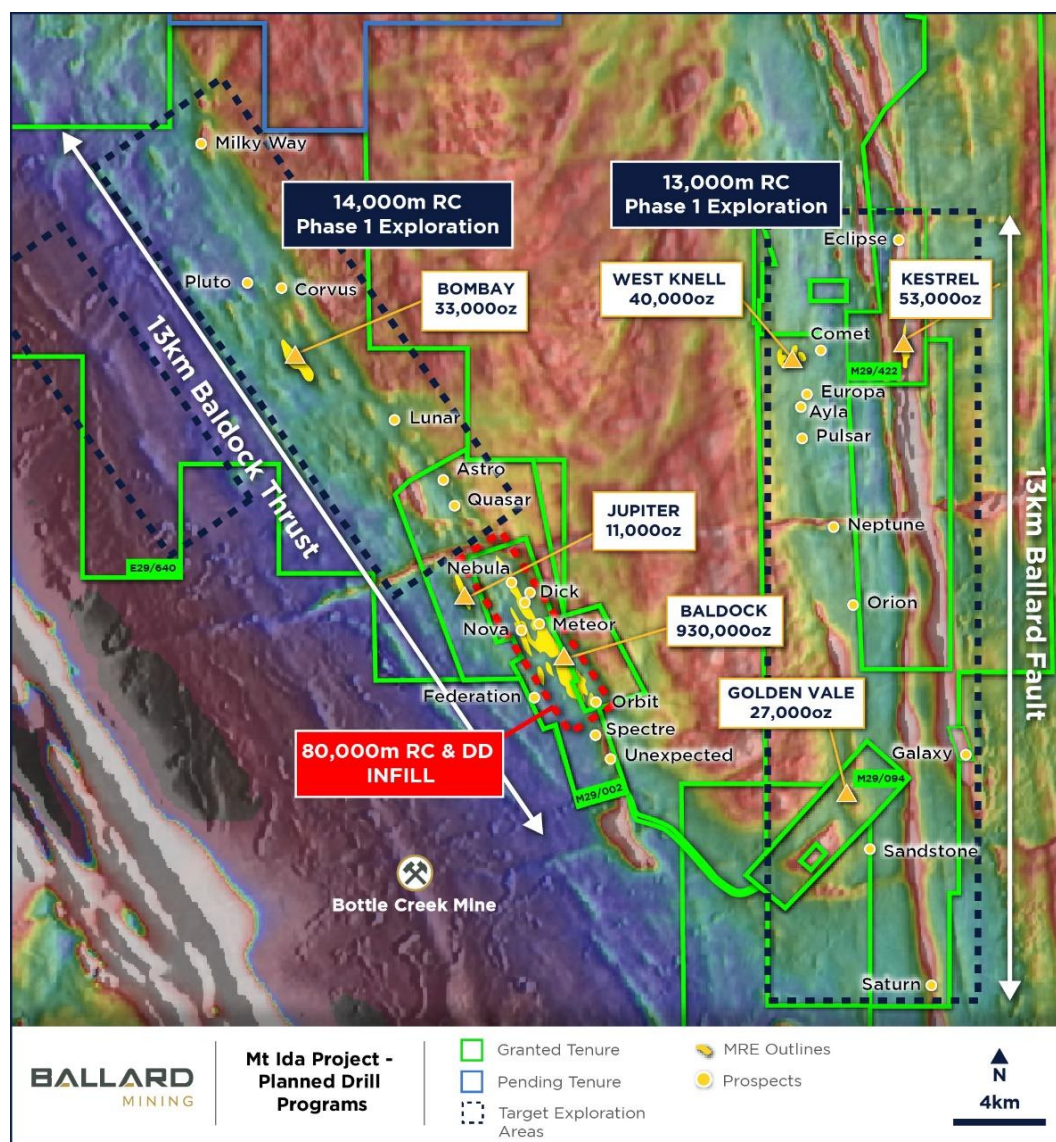 Milky Way
14,000m RC
Phase 1 Exploration
13,000m RC
Phase 1 Exploration
Eclipse
Pluto
Corvus
BOMBAY
33,000oz
WEST KNELL
40,000oz
KESTREL
53,000oz
Comet
M29/422
Europa
Ayla
Pulsar
13km Baldock Thrust
Lunar
Astro
Quasar
JUPITER
11,000oz
Neptune
13km Ballard Fault
E29/640
Nebula
Dick
Meteor
Nova
Orion
BALDOCK
930,000oz
Federation
Orbit
GOLDEN VALE
27,000oz
Spectre
80,000m RC & DD
INFILL
Unexpected
Galaxy
M29/002
M29/094
Sandstone
Bottle Creek Mine
Saturn
BALLARD
MINING
Mt Ida Project -
Planned Drill
Programs
Granted Tenure
Pending Tenure
Target Exploration
Areas
MRE Outlines
Prospects
N
4km